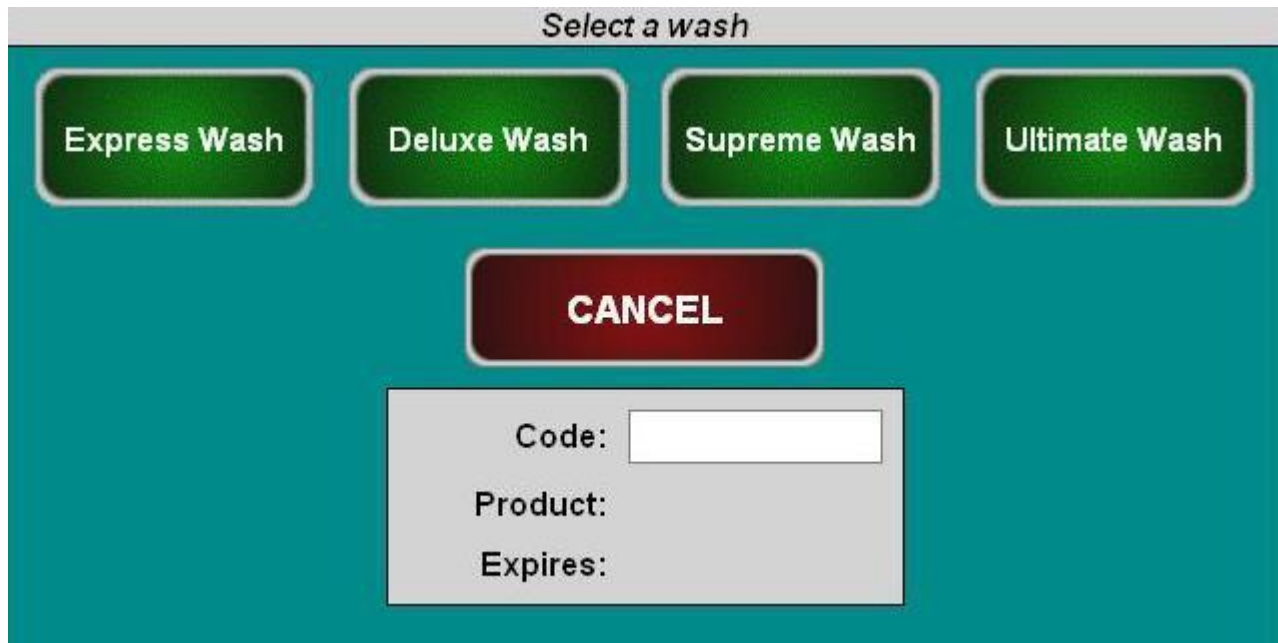 Select a wash
Express Wash Deluxe Wash Supreme Wash Ultimate Wash
CANCEL
Code:
Product:
Expires: